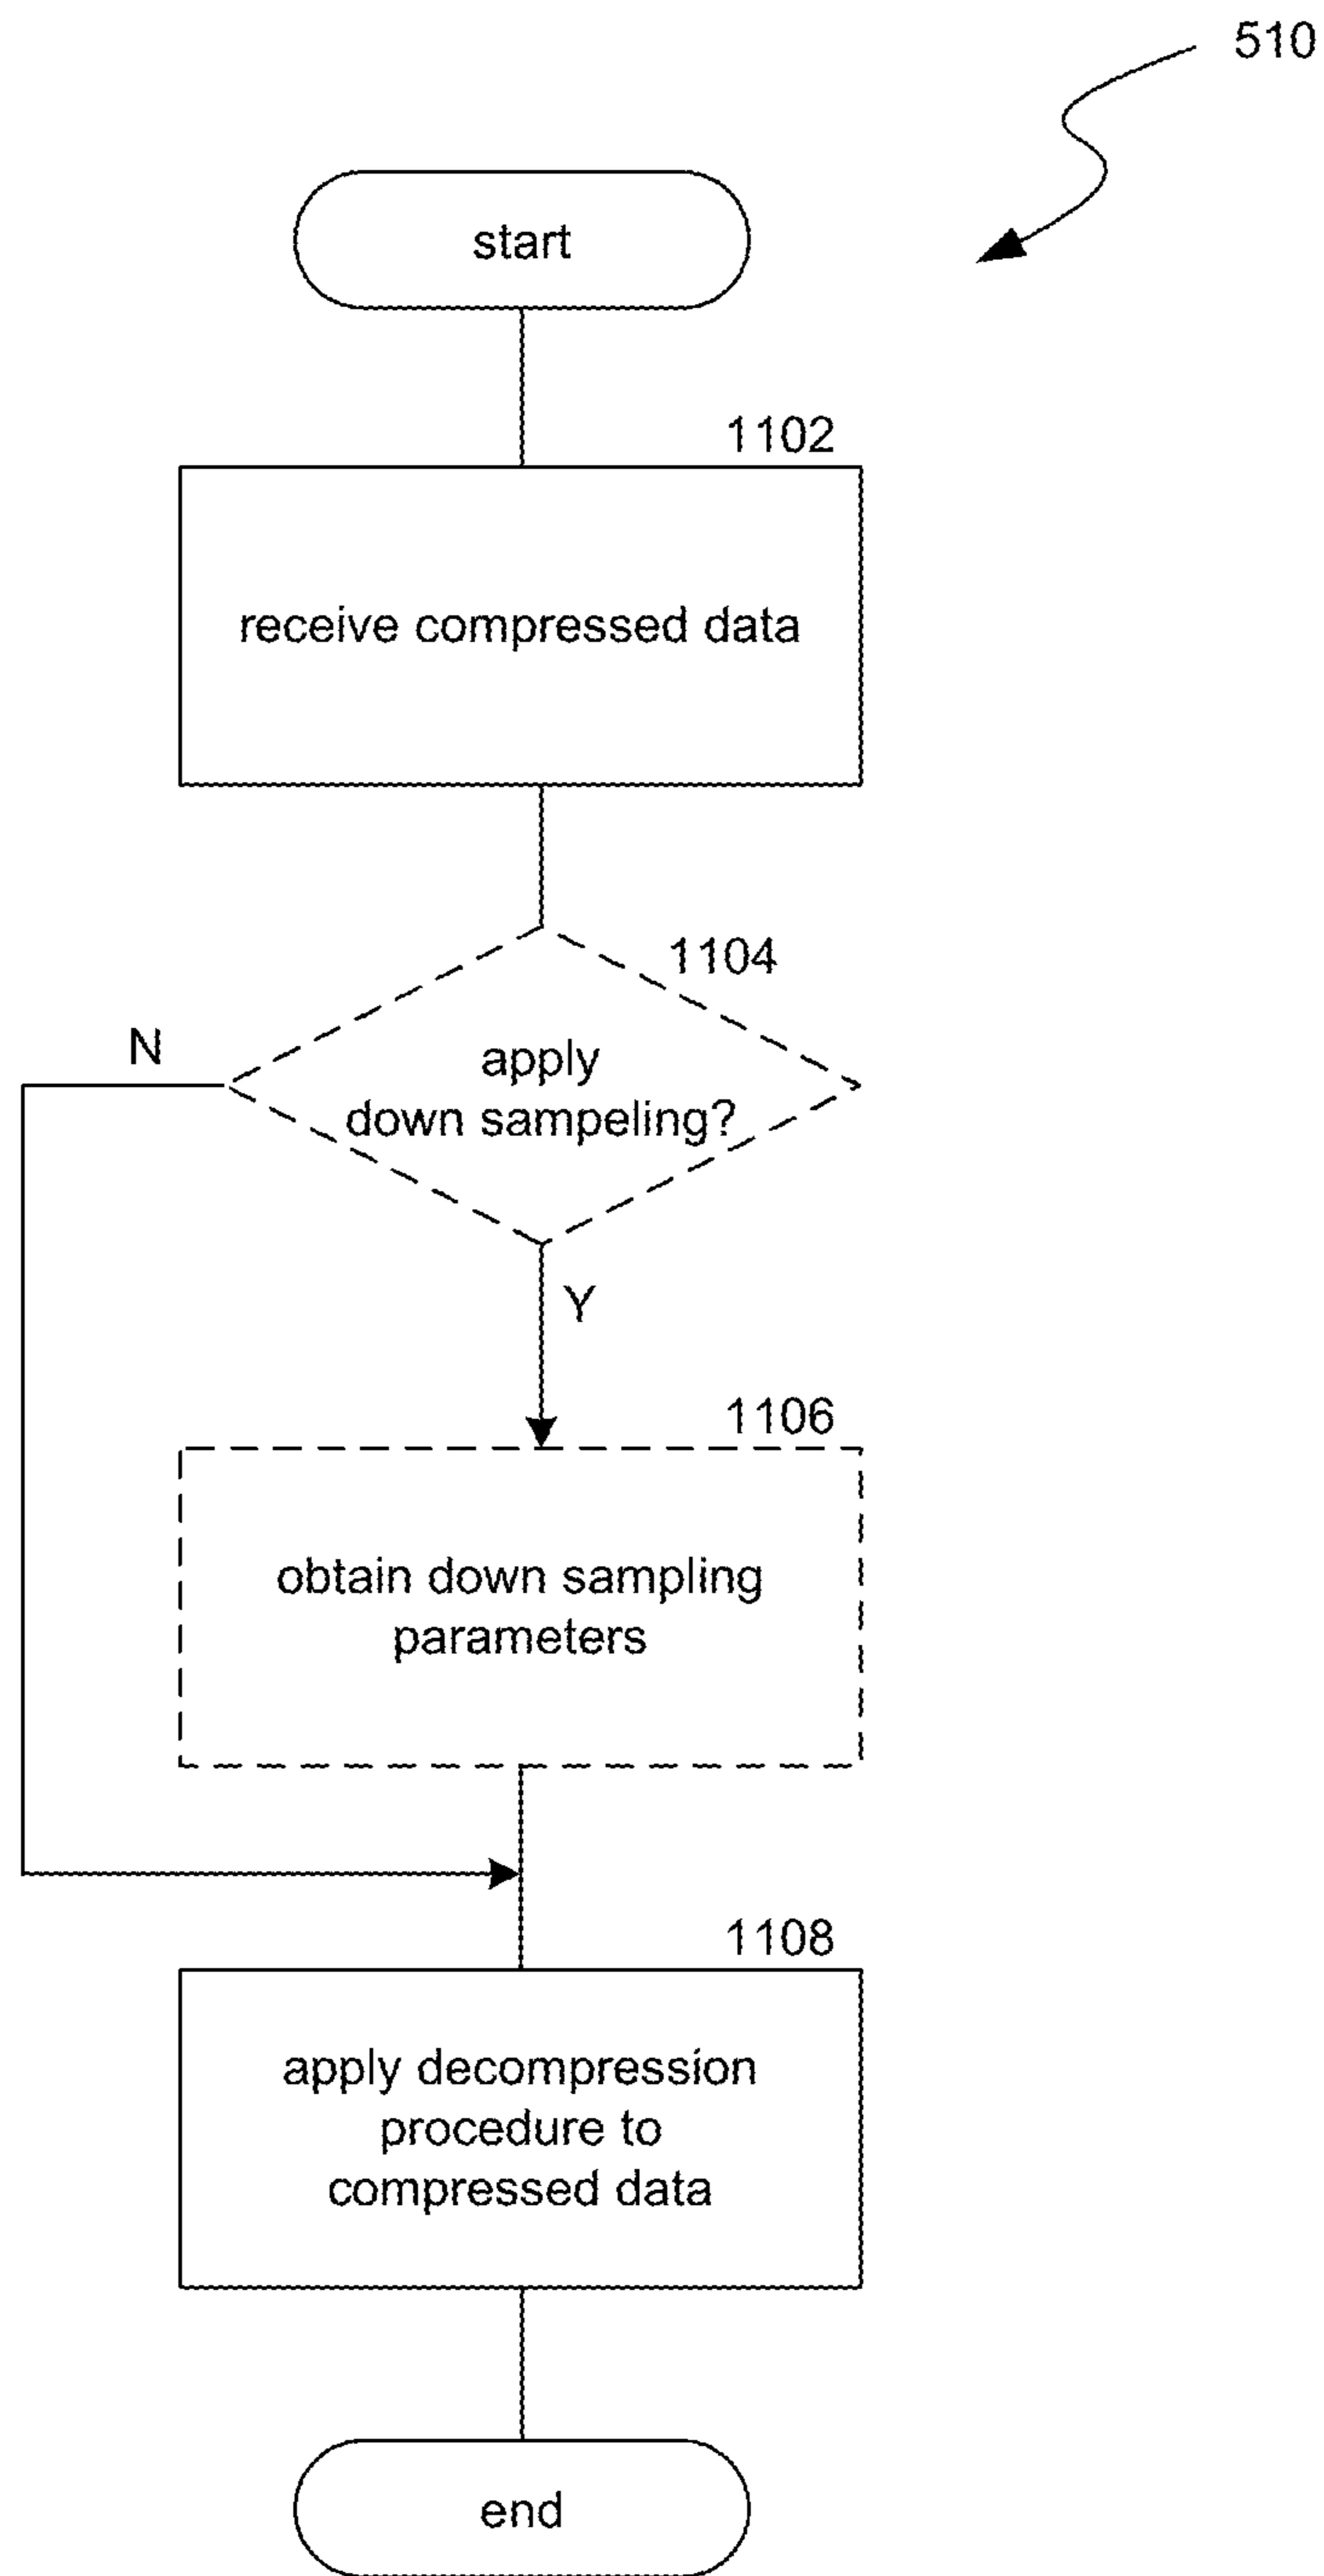 510
start
1102
receive compressed data
1104
N
apply
down sampeling?
Y
1106
obtain down sampling
parameters
1108
apply decompression
procedure to
compressed data
end